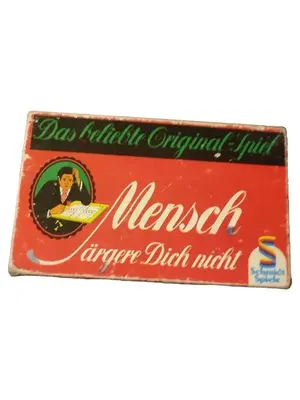 Das beliebte Original-Spiel
Mensch
ärgere Dich nicht
S
Schmidt
Spiele